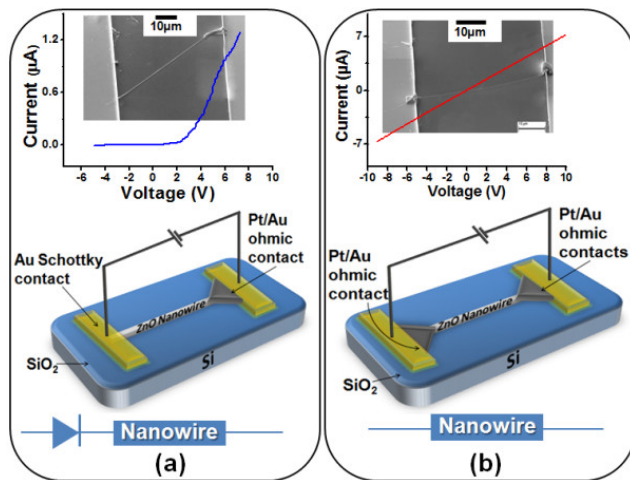 10µm
Current (µA)
1.2
0.6
0.0
-6 -4 -2 0 2 4 6 8
Voltage (V)
Au Schottky
contact
Pt/Au
ohmic
contact
ZnO Nanowire
SiO₂
Si
Nanowire
(a)
10µm
Current (µA)
7
0
-7
-10 -8 -6 -4 -2 0 2 4 6 8 10
Voltage (V)
Pt/Au
ohmic
contact
Pt/Au
ohmic
contacts
ZnO Nanowire
SiO₂
Si
Nanowire
(b)